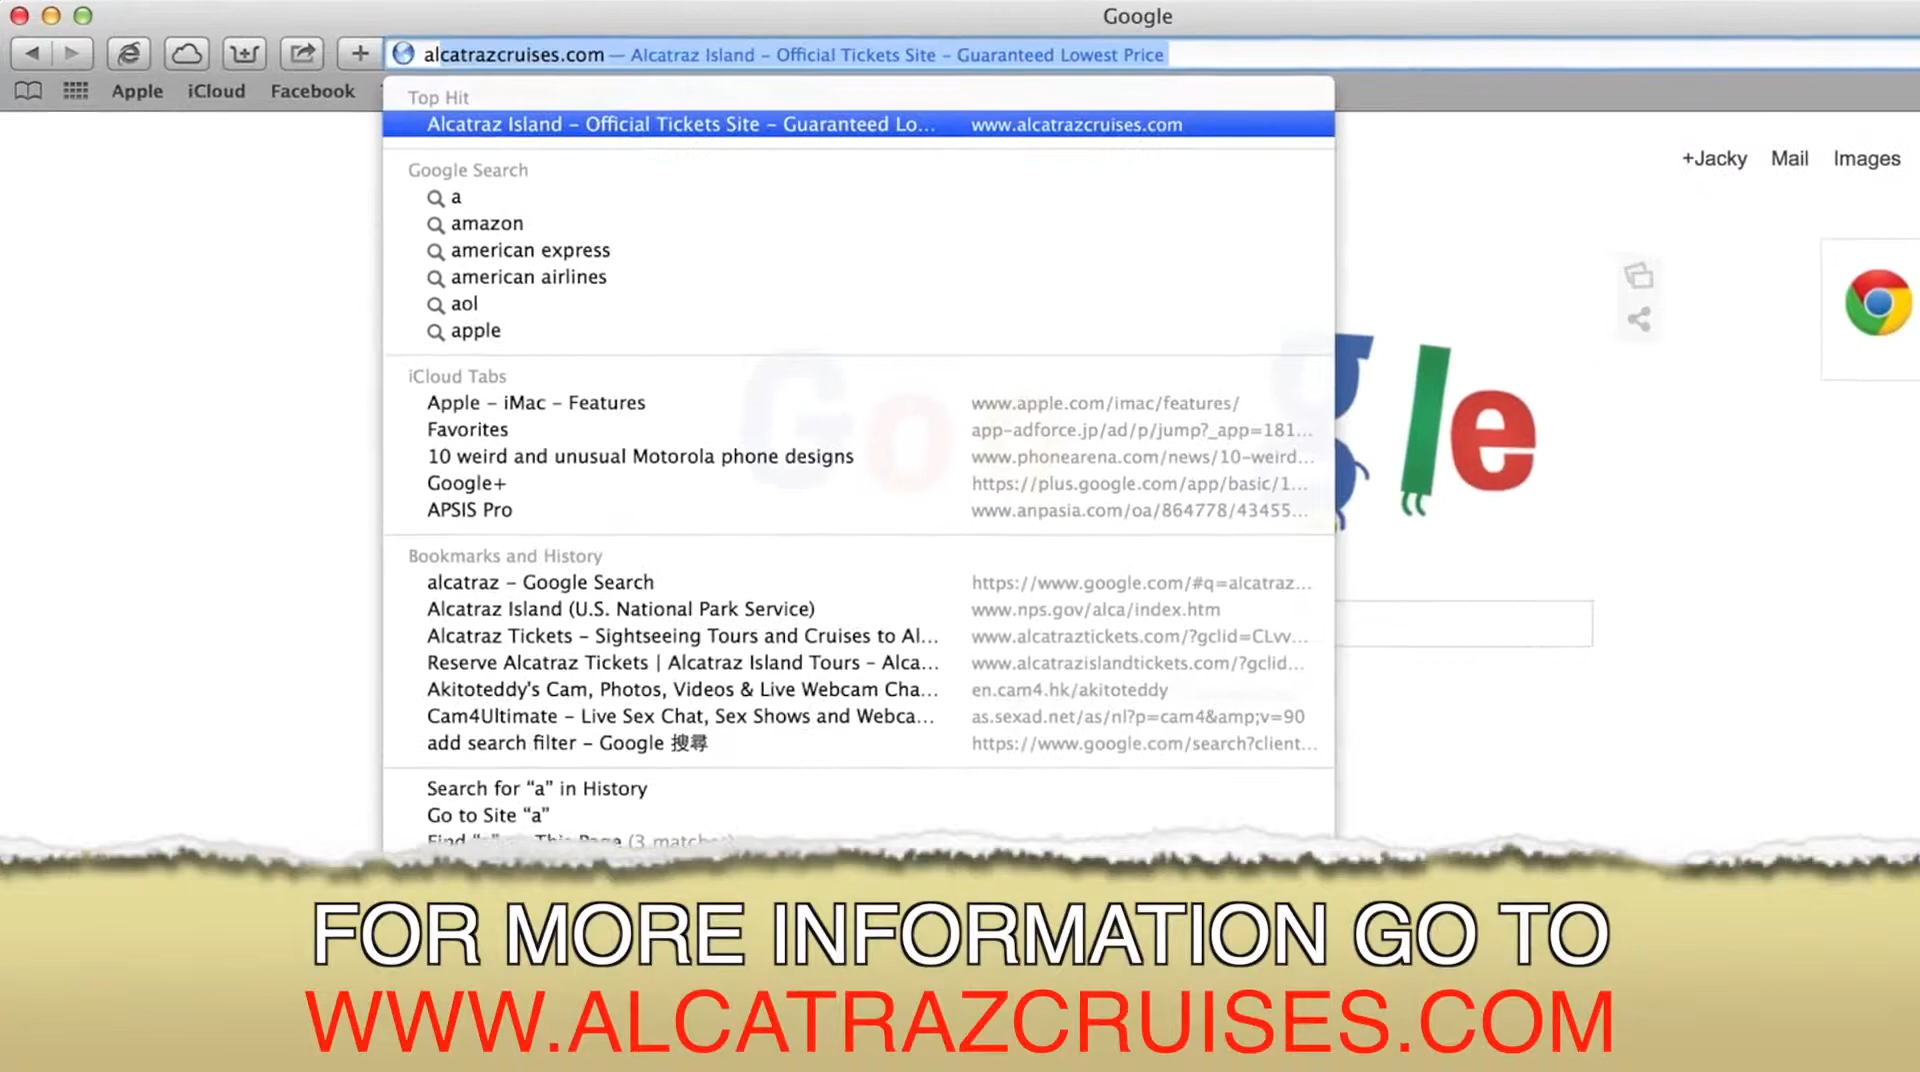 Google
alcatrazcruises.com — Alcatraz Island – Official Tickets Site – Guaranteed Lowest Price
Apple iCloud Facebook
Top Hit
Alcatraz Island – Official Tickets Site – Guaranteed Lo... www.alcatrazcruises.com
+Jacky Mail Images
Google Search
a
amazon
american express
american airlines
aol
apple
iCloud Tabs
Apple – iMac – Features www.apple.com/imac/features/
Favorites app-adforce.jp/ad/p/jump?_app=181...
10 weird and unusual Motorola phone designs www.phonearena.com/news/10-weird...
Google+ https://plus.google.com/app/basic/1...
APSIS Pro www.anpasia.com/oa/864778/43455...
Google
Bookmarks and History
alcatraz – Google Search https://www.google.com/#q=alcatraz...
Alcatraz Island (U.S. National Park Service) www.nps.gov/alca/index.htm
Alcatraz Tickets – Sightseeing Tours and Cruises to Al... www.alcatraztickets.com/?gclid=CLvv...
Reserve Alcatraz Tickets | Alcatraz Island Tours – Alca... www.alcatrazislandtickets.com/?gclid...
Akitoteddy's Cam, Photos, Videos & Live Webcam Cha... en.cam4.hk/akitoteddy
Cam4Ultimate – Live Sex Chat, Sex Shows and Webca... as.sexad.net/as/nl?p=cam4&amp;v=90
add search filter – Google 搜尋 https://www.google.com/search?client...
Search for “a” in History
Go to Site “a”
Find “a” on This Page (3 matches)
FOR MORE INFORMATION GO TO
WWW.ALCATRAZCRUISES.COM